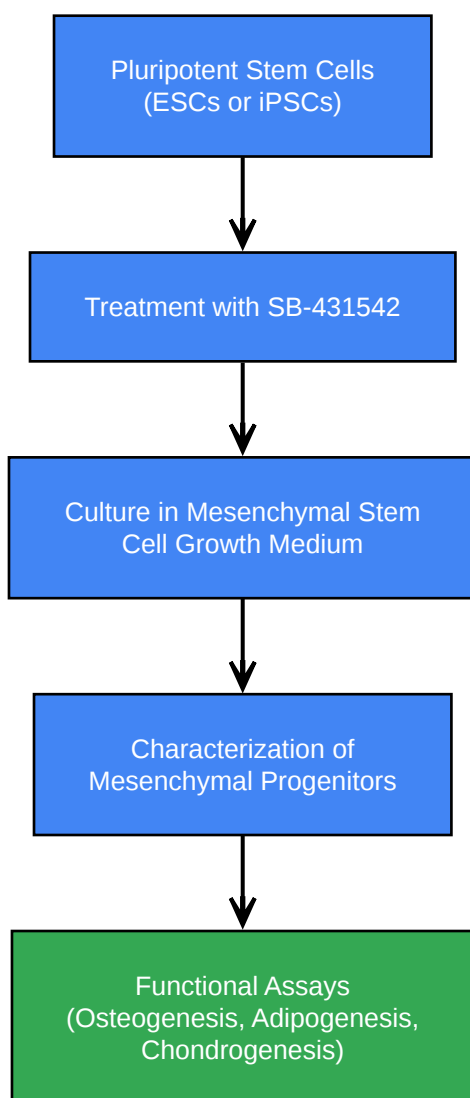 Pluripotent Stem Cells
(ESCs or iPSCs)
Treatment with SB-431542
Culture in Mesenchymal Stem
Cell Growth Medium
Characterization of
Mesenchymal Progenitors
Functional Assays
(Osteogenesis, Adipogenesis,
Chondrogenesis)